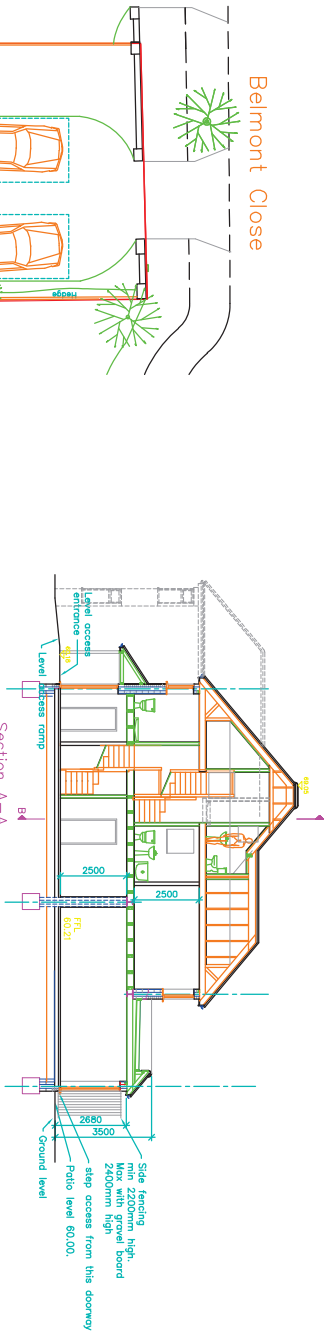 Belmont Close
Hedge
Level access
entrance
Level access ramp
Section A-A
B
2500
2500
FFL
60.21
2680
3500
Side fencing
min 2200mm high.
Max with gravel board
2400mm high
step access from this doorway
Patio level 60.00.
Ground level